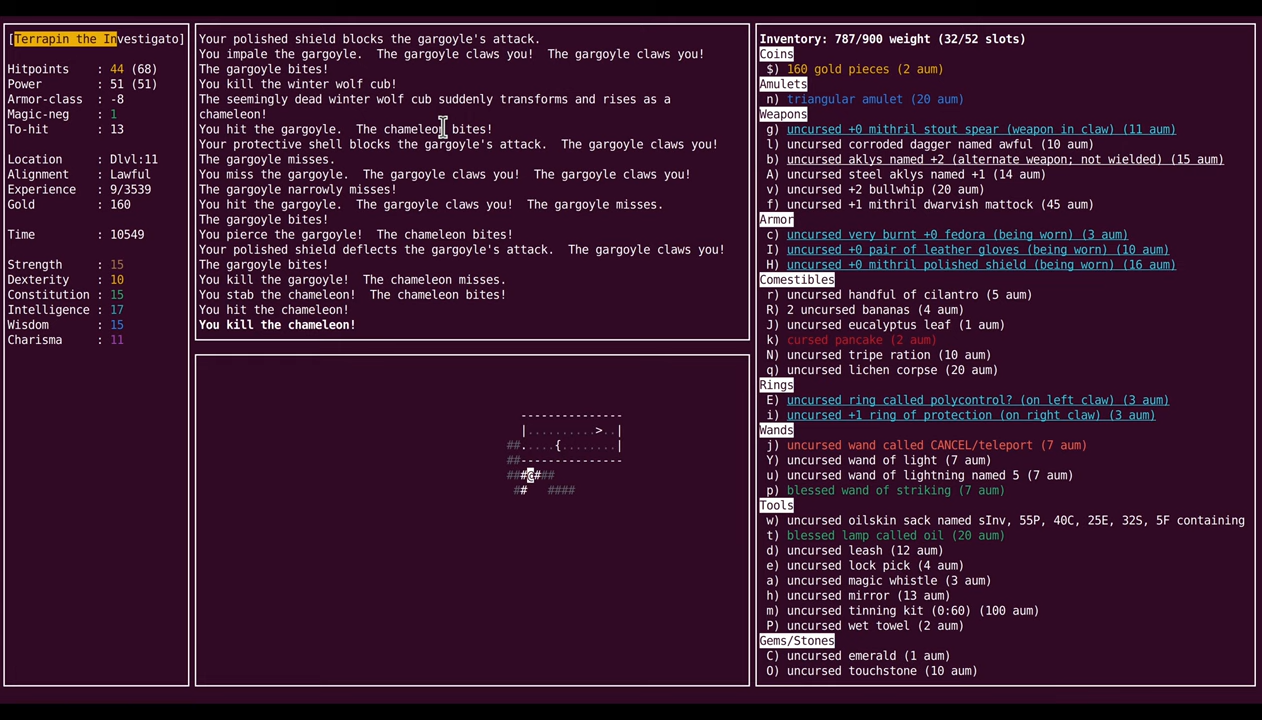 [Terrapin the Investigato]
Hitpoints : 44 (68)
Power : 51 (51)
Armor-class : -8
Magic-neg : 1
To-hit : 13
Location : Dlvl:11
Alignment : Lawful
Experience : 9/3539
Gold : 160
Time : 10549
Strength : 15
Dexterity : 10
Constitution : 15
Intelligence : 17
Wisdom : 15
Charisma : 11
Your polished shield blocks the gargoyle's attack.
You impale the gargoyle.  The gargoyle claws you!  The gargoyle claws you!
The gargoyle bites!
You kill the winter wolf cub!
The seemingly dead winter wolf cub suddenly transforms and rises as a
chameleon!
You hit the gargoyle.  The chameleon bites!
Your protective shell blocks the gargoyle's attack.  The gargoyle claws you!
The gargoyle misses.
You miss the gargoyle.  The gargoyle claws you!  The gargoyle claws you!
The gargoyle narrowly misses!
You hit the gargoyle.  The gargoyle claws you!  The gargoyle misses.
The gargoyle bites!
You pierce the gargoyle!  The chameleon bites!
Your polished shield deflects the gargoyle's attack.  The gargoyle claws you!
The gargoyle bites!
You kill the gargoyle!  The chameleon misses.
You stab the chameleon!  The chameleon bites!
You hit the chameleon!
You kill the chameleon!
---------------
|..........>..|
##.....{........|
##---------------
###@###
##   ####
Inventory: 787/900 weight (32/52 slots)
Coins
$) 160 gold pieces (2 aum)
Amulets
n) triangular amulet (20 aum)
Weapons
g) uncursed +0 mithril stout spear (weapon in claw) (11 aum)
l) uncursed corroded dagger named awful (10 aum)
b) uncursed aklys named +2 (alternate weapon; not wielded) (15 aum)
A) uncursed steel aklys named +1 (14 aum)
v) uncursed +2 bullwhip (20 aum)
f) uncursed +1 mithril dwarvish mattock (45 aum)
Armor
c) uncursed very burnt +0 fedora (being worn) (3 aum)
I) uncursed +0 pair of leather gloves (being worn) (10 aum)
H) uncursed +0 mithril polished shield (being worn) (16 aum)
Comestibles
r) uncursed handful of cilantro (5 aum)
R) 2 uncursed bananas (4 aum)
J) uncursed eucalyptus leaf (1 aum)
k) cursed pancake (2 aum)
N) uncursed tripe ration (10 aum)
q) uncursed lichen corpse (20 aum)
Rings
E) uncursed ring called polycontrol? (on left claw) (3 aum)
i) uncursed +1 ring of protection (on right claw) (3 aum)
Wands
j) uncursed wand called CANCEL/teleport (7 aum)
Y) uncursed wand of light (7 aum)
u) uncursed wand of lightning named 5 (7 aum)
p) blessed wand of striking (7 aum)
Tools
w) uncursed oilskin sack named sInv, 55P, 40C, 25E, 32S, 5F containing
t) blessed lamp called oil (20 aum)
d) uncursed leash (12 aum)
e) uncursed lock pick (4 aum)
a) uncursed magic whistle (3 aum)
h) uncursed mirror (13 aum)
m) uncursed tinning kit (0:60) (100 aum)
P) uncursed wet towel (2 aum)
Gems/Stones
C) uncursed emerald (1 aum)
O) uncursed touchstone (10 aum)